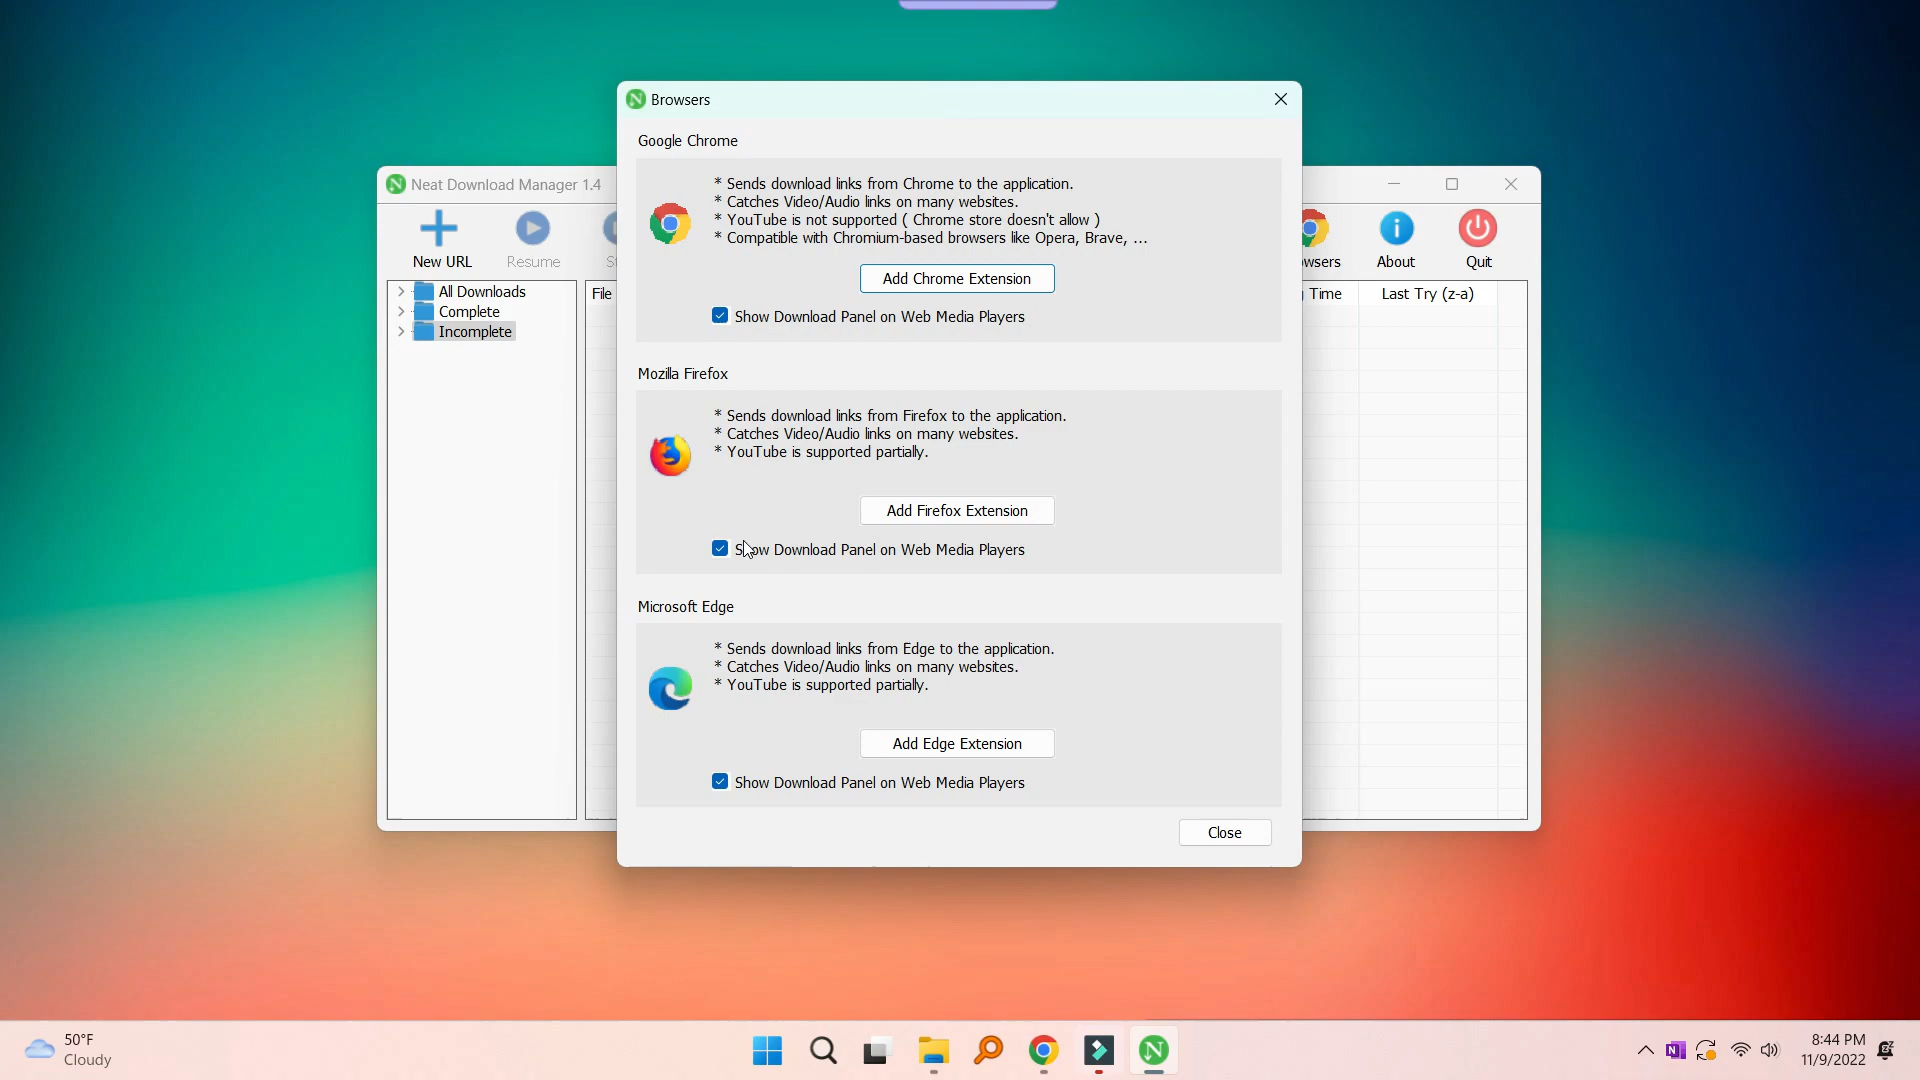 Browsers
Google Chrome
* Sends download links from Chrome to the application.
* Catches Video/Audio links on many websites.
* YouTube is not supported ( Chrome store doesn't allow )
* Compatible with Chromium-based browsers like Opera, Brave, ...
Add Chrome Extension
Show Download Panel on Web Media Players
Mozilla Firefox
* Sends download links from Firefox to the application.
* Catches Video/Audio links on many websites.
* YouTube is supported partially.
Add Firefox Extension
Show Download Panel on Web Media Players
Microsoft Edge
* Sends download links from Edge to the application.
* Catches Video/Audio links on many websites.
* YouTube is supported partially.
Add Edge Extension
Show Download Panel on Web Media Players
Close
Neat Download Manager 1.4
New URL
Resume
wsers
About
Quit
All Downloads
Complete
Incomplete
File
Time
Last Try (z-a)
50°F
Cloudy
8:44 PM
11/9/2022